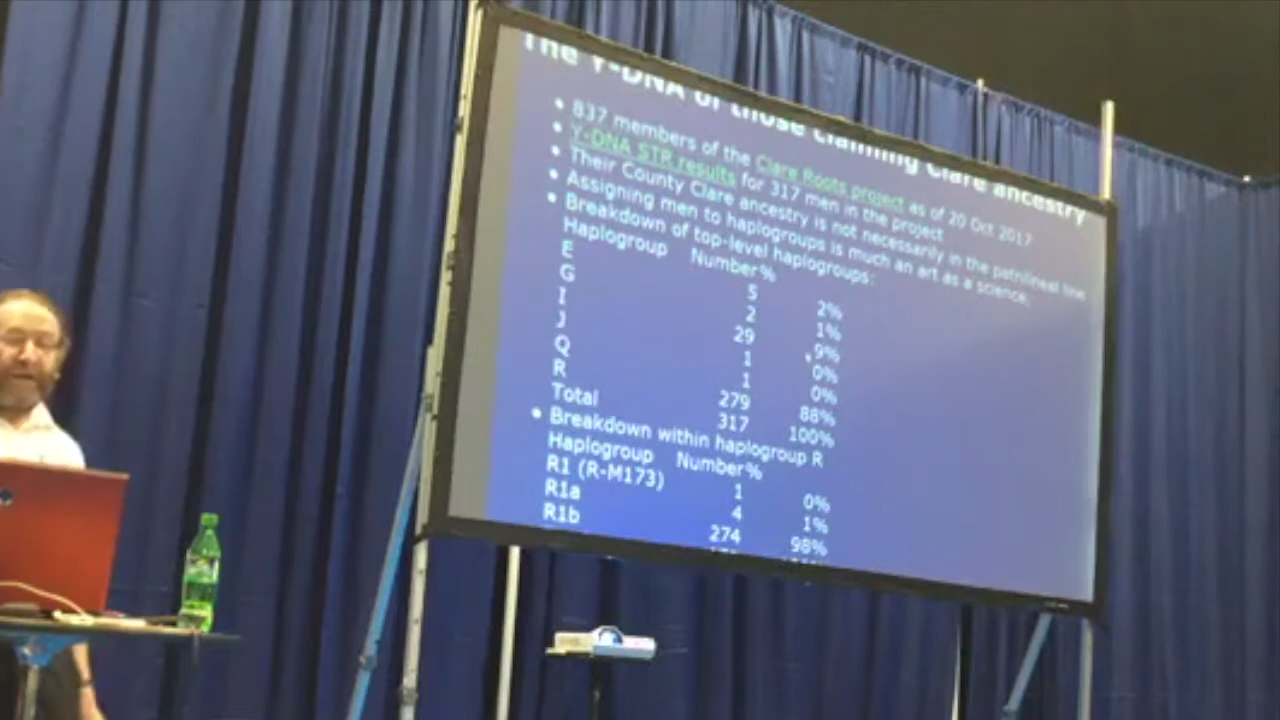 The Y-DNA of those claiming Clare ancestry
• 837 members of the Clare Roots project as of 20 Oct 2017
• Y-DNA STR results for 317 men in the project
• Their County Clare ancestry is not necessarily in the patrilineal line
• Assigning men to haplogroups is much an art as a science.
• Breakdown of top-level haplogroups:
Haplogroup Number %
E 5 2%
G 2 1%
I 29 9%
J 1 0%
Q 1 0%
R 279 88%
Total 317 100%
• Breakdown within haplogroup R
Haplogroup Number %
R1 (R-M173) 1 0%
R1a 4 1%
R1b 274 98%